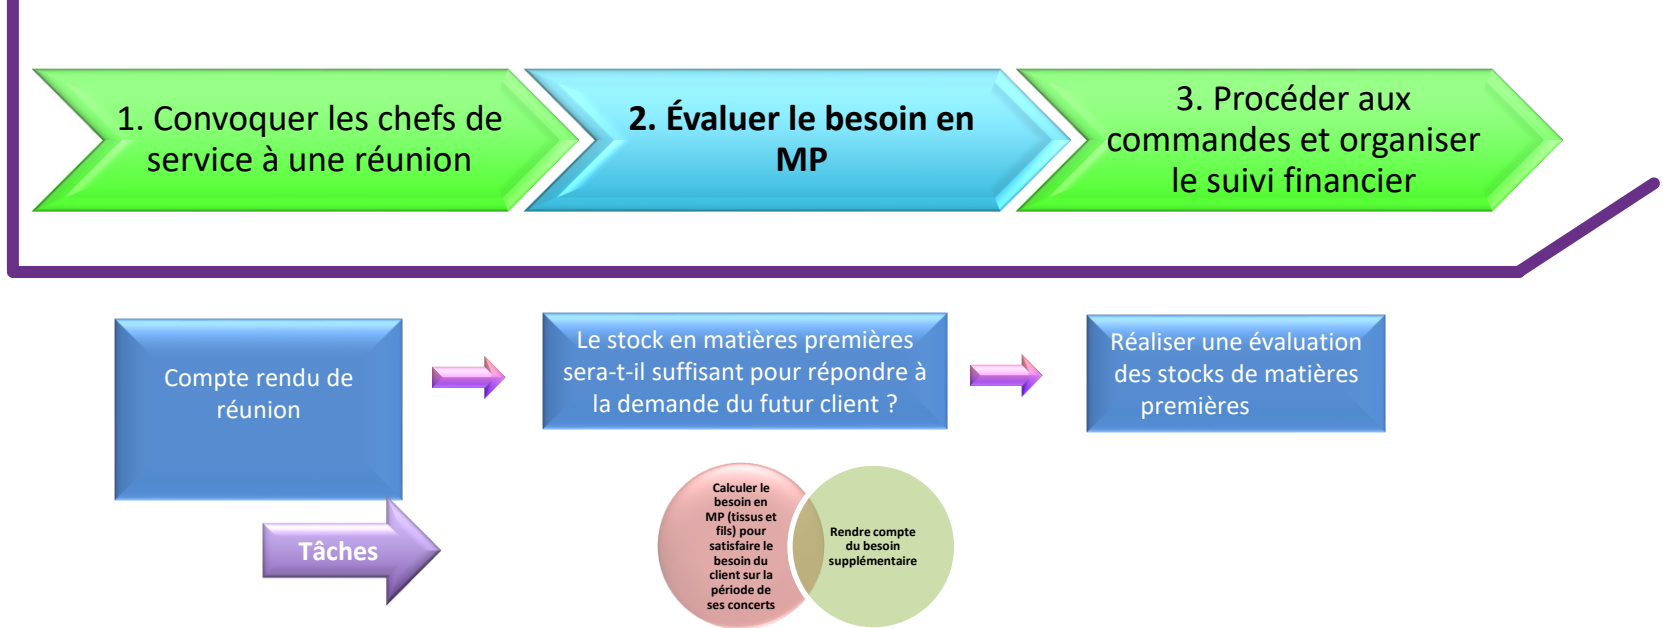 1. Convoquer les chefs de
service à une réunion
2. Évaluer le besoin en
MP
3. Procéder aux
commandes et organiser
le suivi financier
Compte rendu de
réunion
Le stock en matières premières
sera-t-il suffisant pour répondre à
la demande du futur client ?
Réaliser une évaluation
des stocks de matières
premières
Tâches
Calculer le
besoin en
MP (tissus et
fils) pour
satisfaire le
besoin du
client sur la
période de
ses concerts
Rendre compte
du besoin
supplémentaire